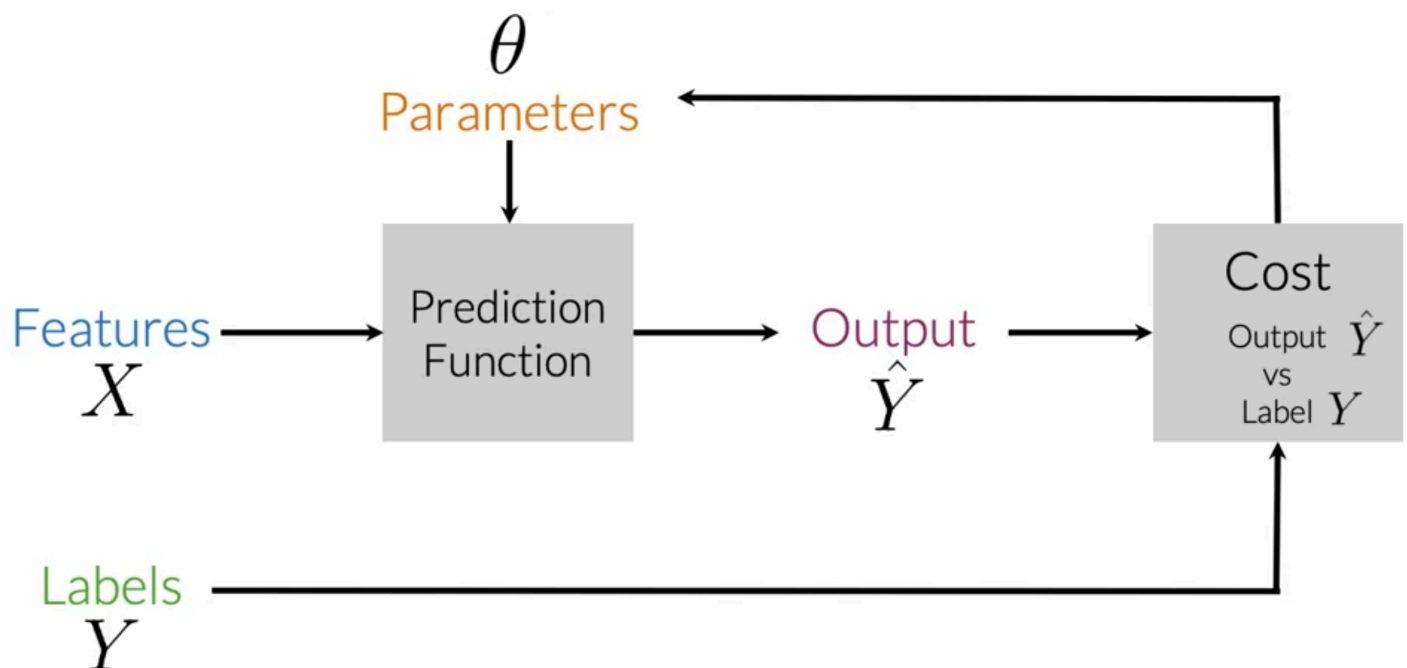 θ
Parameters
Features
X
Prediction
Function
Output
Ŷ
Cost
Output Ŷ
vs
Label Y
Labels
Y